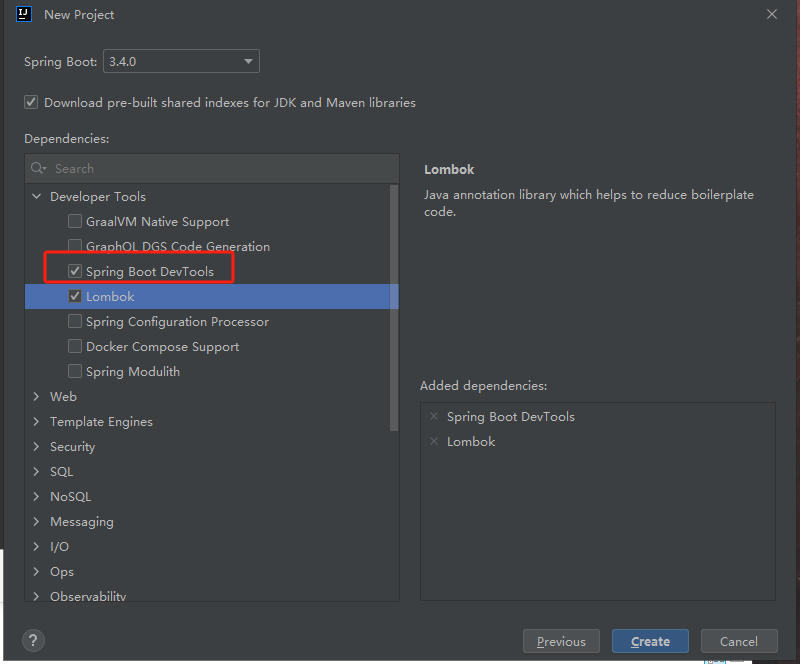 IJ
New Project
Spring Boot: 3.4.0
Download pre-built shared indexes for JDK and Maven libraries
Dependencies:
Search
Developer Tools
GraalVM Native Support
GraphQL DGS Code Generation
Spring Boot DevTools
Lombok
Spring Configuration Processor
Docker Compose Support
Spring Modulith
Web
Template Engines
Security
SQL
NoSQL
Messaging
I/O
Ops
Observability
Lombok
Java annotation library which helps to reduce boilerplate
code.
Added dependencies:
Spring Boot DevTools
Lombok
?
Previous
Create
Cancel